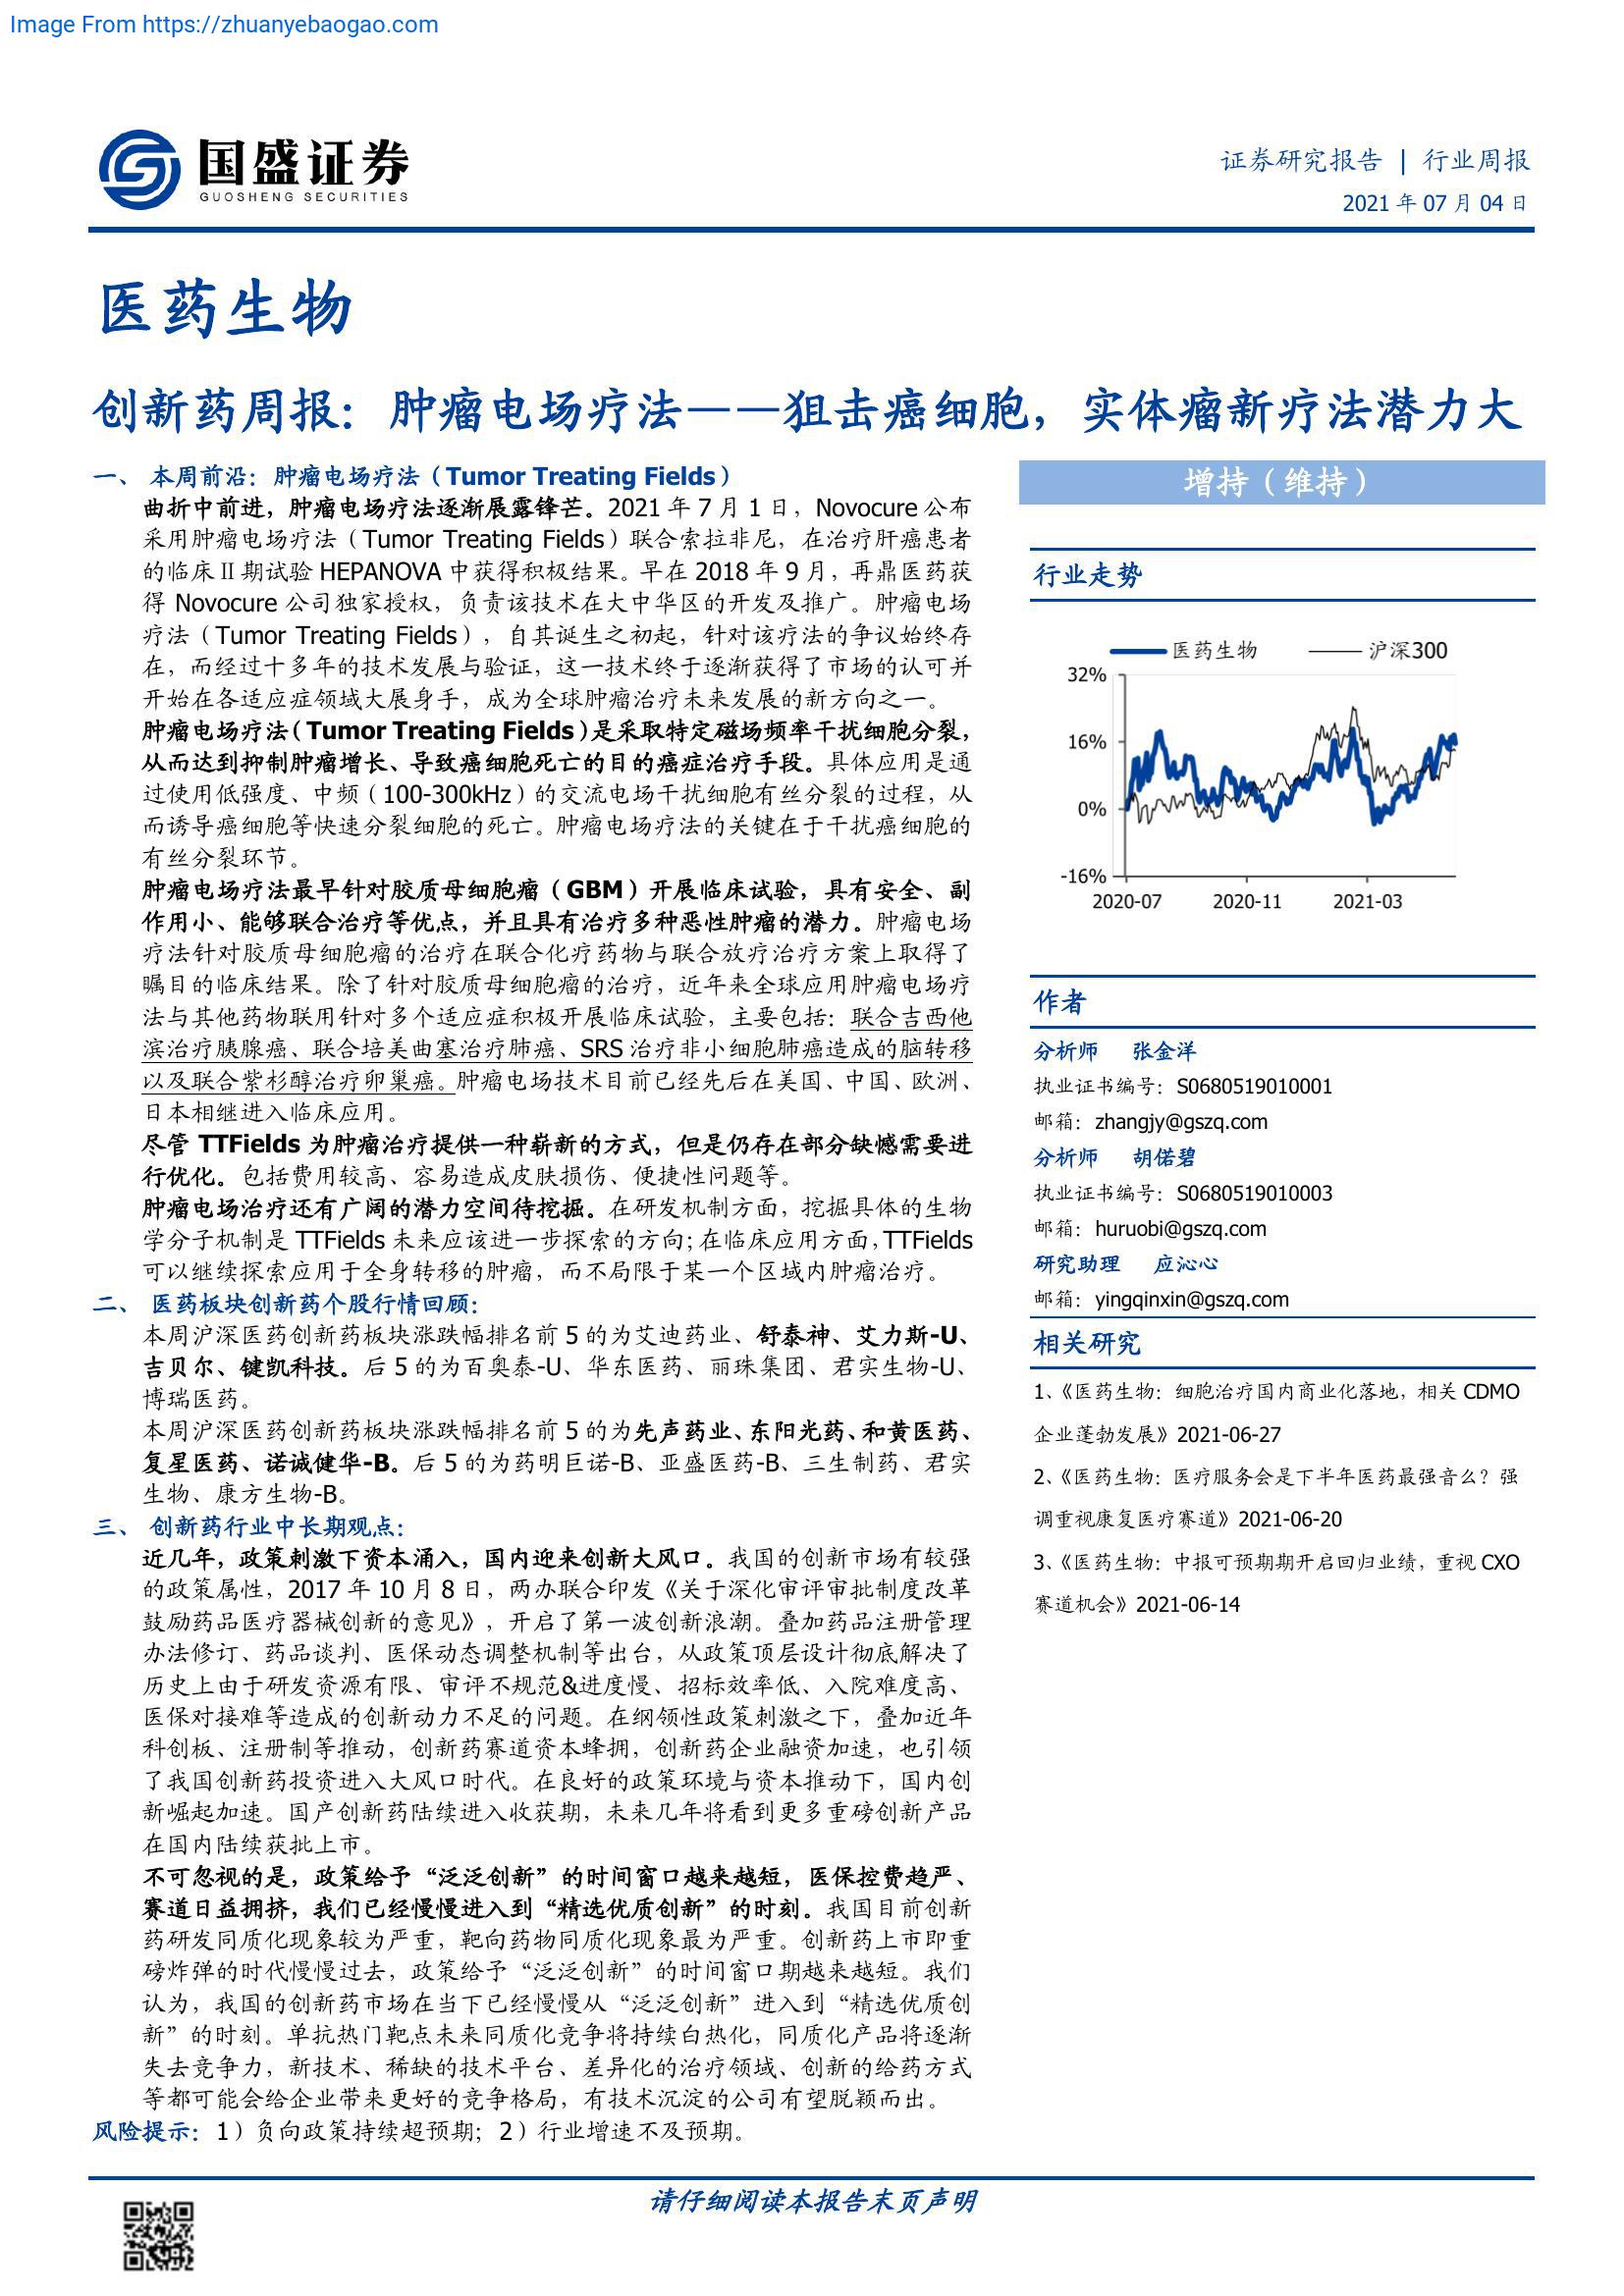 Image From https://zhuanyebaogao.com
国盛证券
GUOSHENG SECURITIES
证券研究报告 | 行业周报
2021 年 07 月 04 日
医药生物
创新药周报：肿瘤电场疗法——狙击癌细胞，实体瘤新疗法潜力大
一、 本周前沿：肿瘤电场疗法（Tumor Treating Fields）
曲折中前进，肿瘤电场疗法逐渐展露锋芒。2021 年 7 月 1 日，Novocure 公布
采用肿瘤电场疗法（Tumor Treating Fields）联合索拉非尼，在治疗肝癌患者
的临床Ⅱ期试验 HEPANOVA 中获得积极结果。早在 2018 年 9 月，再鼎医药获
得 Novocure 公司独家授权，负责该技术在大中华区的开发及推广。肿瘤电场
疗法（Tumor Treating Fields），自其诞生之初起，针对该疗法的争议始终存
在，而经过十多年的技术发展与验证，这一技术终于逐渐获得了市场的认可并
开始在各适应症领域大展身手，成为全球肿瘤治疗未来发展的新方向之一。
肿瘤电场疗法（Tumor Treating Fields）是采取特定磁场频率干扰细胞分裂，
从而达到抑制肿瘤增长、导致癌细胞死亡的目的癌症治疗手段。具体应用是通
过使用低强度、中频（100-300kHz）的交流电场干扰细胞有丝分裂的过程，从
而诱导癌细胞等快速分裂细胞的死亡。肿瘤电场疗法的关键在于干扰癌细胞的
有丝分裂环节。
肿瘤电场疗法最早针对胶质母细胞瘤（GBM）开展临床试验，具有安全、副
作用小、能够联合治疗等优点，并且具有治疗多种恶性肿瘤的潜力。肿瘤电场
疗法针对胶质母细胞瘤的治疗在联合化疗药物与联合放疗治疗方案上取得了
瞩目的临床结果。除了针对胶质母细胞瘤的治疗，近年来全球应用肿瘤电场疗
法与其他药物联用针对多个适应症积极开展临床试验，主要包括：联合吉西他
滨治疗胰腺癌、联合培美曲塞治疗肺癌、SRS 治疗非小细胞肺癌造成的脑转移
以及联合紫杉醇治疗卵巢癌。肿瘤电场技术目前已经先后在美国、中国、欧洲、
日本相继进入临床应用。
尽管 TTFields 为肿瘤治疗提供一种崭新的方式，但是仍存在部分缺憾需要进
行优化。包括费用较高、容易造成皮肤损伤、便捷性问题等。
肿瘤电场治疗还有广阔的潜力空间待挖掘。在研发机制方面，挖掘具体的生物
学分子机制是 TTFields 未来应该进一步探索的方向；在临床应用方面，TTFields
可以继续探索应用于全身转移的肿瘤，而不局限于某一个区域内肿瘤治疗。
二、 医药板块创新药个股行情回顾：
本周沪深医药创新药板块涨跌幅排名前 5 的为艾迪药业、舒泰神、艾力斯-U、
吉贝尔、键凯科技。后 5 的为百奥泰-U、华东医药、丽珠集团、君实生物-U、
博瑞医药。
本周沪深医药创新药板块涨跌幅排名前 5 的为先声药业、东阳光药、和黄医药、
复星医药、诺诚健华-B。后 5 的为药明巨诺-B、亚盛医药-B、三生制药、君实
生物、康方生物-B。
三、 创新药行业中长期观点：
近几年，政策刺激下资本涌入，国内迎来创新大风口。我国的创新市场有较强
的政策属性，2017 年 10 月 8 日，两办联合印发《关于深化审评审批制度改革
鼓励药品医疗器械创新的意见》，开启了第一波创新浪潮。叠加药品注册管理
办法修订、药品谈判、医保动态调整机制等出台，从政策顶层设计彻底解决了
历史上由于研发资源有限、审评不规范&进度慢、招标效率低、入院难度高、
医保对接难等造成的创新动力不足的问题。在纲领性政策刺激之下，叠加近年
科创板、注册制等推动，创新药赛道资本蜂拥，创新药企业融资加速，也引领
了我国创新药投资进入大风口时代。在良好的政策环境与资本推动下，国内创
新崛起加速。国产创新药陆续进入收获期，未来几年将看到更多重磅创新产品
在国内陆续获批上市。
不可忽视的是，政策给予“泛泛创新”的时间窗口越来越短，医保控费趋严、
赛道日益拥挤，我们已经慢慢进入到“精选优质创新”的时刻。我国目前创新
药研发同质化现象较为严重，靶向药物同质化现象最为严重。创新药上市即重
磅炸弹的时代慢慢过去，政策给予“泛泛创新”的时间窗口期越来越短。我们
认为，我国的创新药市场在当下已经慢慢从“泛泛创新”进入到“精选优质创
新”的时刻。单抗热门靶点未来同质化竞争将持续白热化，同质化产品将逐渐
失去竞争力，新技术、稀缺的技术平台、差异化的治疗领域、创新的给药方式
等都可能会给企业带来更好的竞争格局，有技术沉淀的公司有望脱颖而出。
风险提示：1）负向政策持续超预期；2）行业增速不及预期。
增持（维持）
行业走势
医药生物 沪深300
32%
16%
0%
-16%
2020-07 2020-11 2021-03
作者
分析师 张金洋
执业证书编号：S0680519010001
邮箱：zhangjy@gszq.com
分析师 胡偌碧
执业证书编号：S0680519010003
邮箱：huruobi@gszq.com
研究助理 应沁心
邮箱：yingqinxin@gszq.com
相关研究
1、《医药生物：细胞治疗国内商业化落地，相关 CDMO
企业蓬勃发展》2021-06-27
2、《医药生物：医疗服务会是下半年医药最强音么？强
调重视康复医疗赛道》2021-06-20
3、《医药生物：中报可预期期开启回归业绩，重视 CXO
赛道机会》2021-06-14
请仔细阅读本报告末页声明